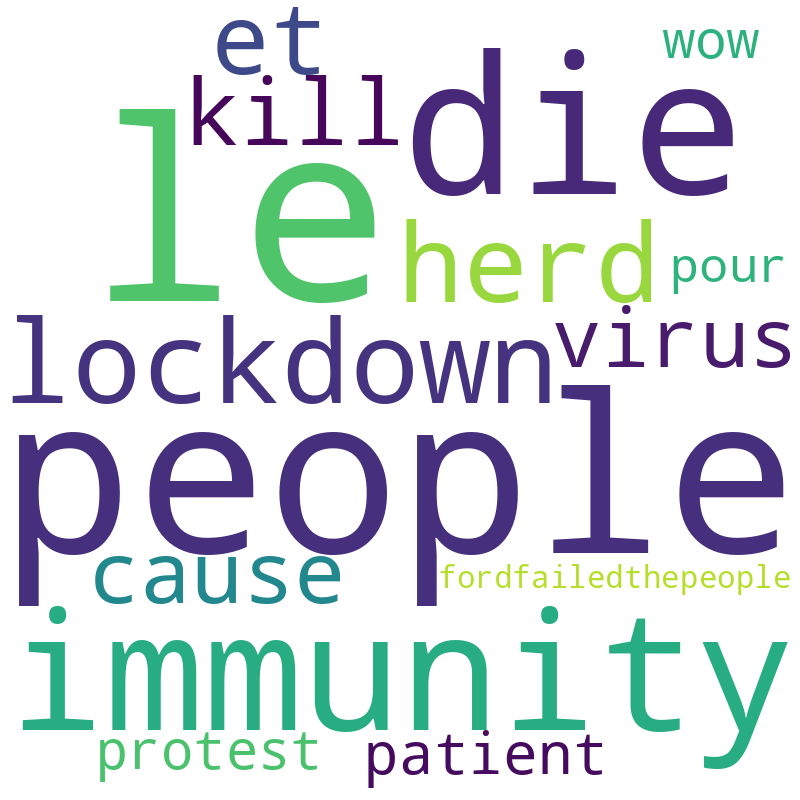 et
wow
kill
die
le
herd
pour
lockdown
virus
people
cause
fordfailedthepeople
immunity
protest
patient